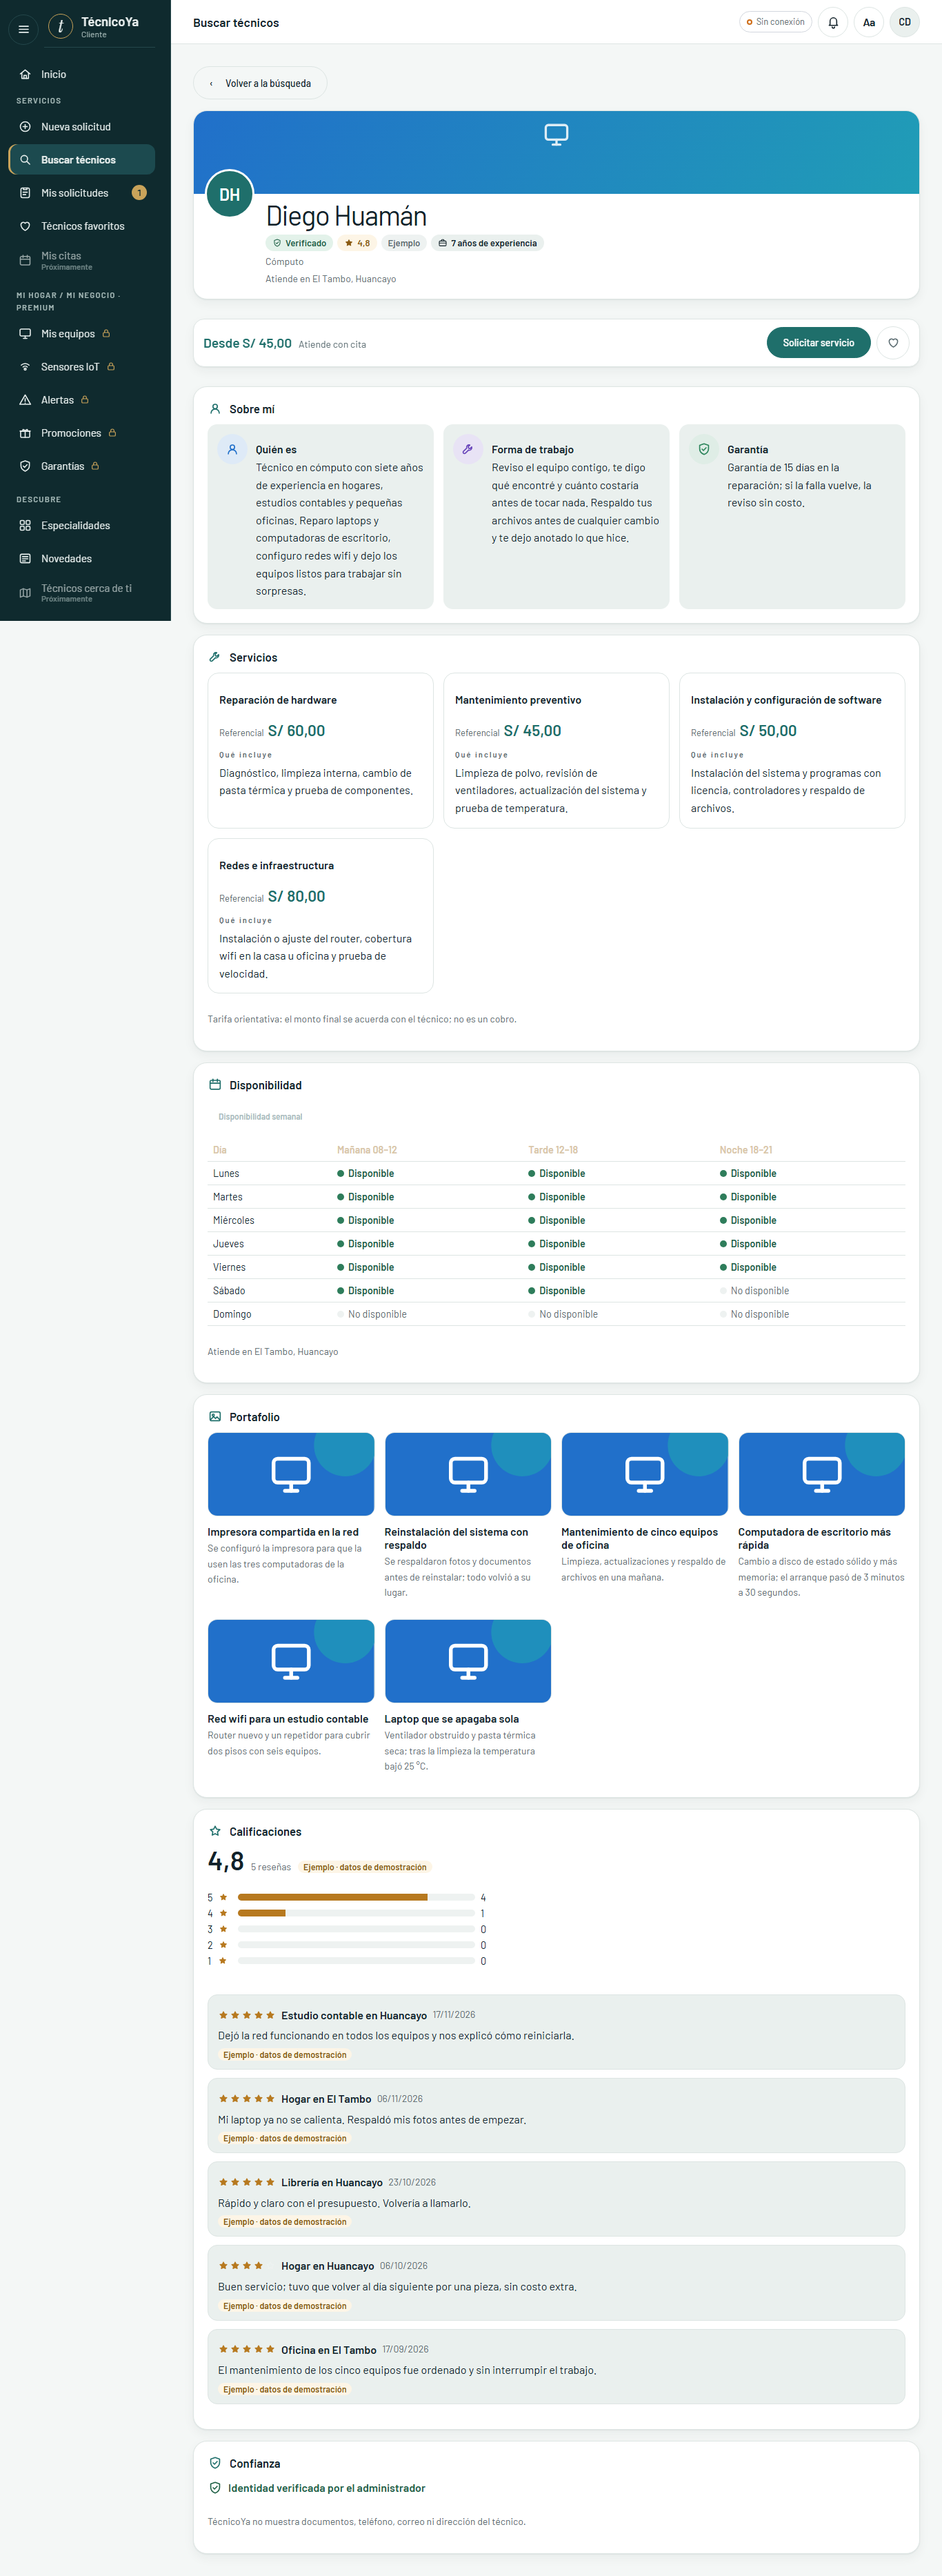 TécnicoYa
Cliente
Inicio
SERVICIOS
Nueva solicitud
Buscar técnicos
Mis solicitudes 1
Técnicos favoritos
Mis citas
Próximamente
MI HOGAR / MI NEGOCIO ·
PREMIUM
Mis equipos
Sensores IoT
Alertas
Promociones
Garantías
DESCUBRE
Especialidades
Novedades
Técnicos cerca de ti
Próximamente
Buscar técnicos
Sin conexión
Aa
CD
‹ Volver a la búsqueda
DH
Diego Huamán
Verificado
4,8
Ejemplo
7 años de experiencia
Cómputo
Atiende en El Tambo, Huancayo
Desde S/ 45,00 Atiende con cita
Solicitar servicio
Sobre mí
Quién es
Técnico en cómputo con siete años
de experiencia en hogares,
estudios contables y pequeñas
oficinas. Reparo laptops y
computadoras de escritorio,
configuro redes wifi y dejo los
equipos listos para trabajar sin
sorpresas.
Forma de trabajo
Reviso el equipo contigo, te digo
qué encontré y cuánto costaría
antes de tocar nada. Respaldo tus
archivos antes de cualquier cambio
y te dejo anotado lo que hice.
Garantía
Garantía de 15 días en la
reparación; si la falla vuelve, la
reviso sin costo.
Servicios
Reparación de hardware
Referencial S/ 60,00
Qué incluye
Diagnóstico, limpieza interna, cambio de
pasta térmica y prueba de componentes.
Mantenimiento preventivo
Referencial S/ 45,00
Qué incluye
Limpieza de polvo, revisión de
ventiladores, actualización del sistema y
prueba de temperatura.
Instalación y configuración de software
Referencial S/ 50,00
Qué incluye
Instalación del sistema y programas con
licencia, controladores y respaldo de
archivos.
Redes e infraestructura
Referencial S/ 80,00
Qué incluye
Instalación o ajuste del router, cobertura
wifi en la casa u oficina y prueba de
velocidad.
Tarifa orientativa: el monto final se acuerda con el técnico; no es un cobro.
Disponibilidad
Disponibilidad semanal
Día Mañana 08–12 Tarde 12–18 Noche 18–21
Lunes Disponible Disponible Disponible
Martes Disponible Disponible Disponible
Miércoles Disponible Disponible Disponible
Jueves Disponible Disponible Disponible
Viernes Disponible Disponible Disponible
Sábado Disponible Disponible No disponible
Domingo No disponible No disponible No disponible
Atiende en El Tambo, Huancayo
Portafolio
Impresora compartida en la red
Se configuró la impresora para que la
usen las tres computadoras de la
oficina.
Reinstalación del sistema con
respaldo
Se respaldaron fotos y documentos
antes de reinstalar; todo volvió a su
lugar.
Mantenimiento de cinco equipos
de oficina
Limpieza, actualizaciones y respaldo de
archivos en una mañana.
Computadora de escritorio más
rápida
Cambio a disco de estado sólido y más
memoria; el arranque pasó de 3 minutos
a 30 segundos.
Red wifi para un estudio contable
Router nuevo y un repetidor para cubrir
dos pisos con seis equipos.
Laptop que se apagaba sola
Ventilador obstruido y pasta térmica
seca; tras la limpieza la temperatura
bajó 25 °C.
Calificaciones
4,8 5 reseñas Ejemplo · datos de demostración
5 4
4 1
3 0
2 0
1 0
Estudio contable en Huancayo 17/11/2026
Dejó la red funcionando en todos los equipos y nos explicó cómo reiniciarla.
Ejemplo · datos de demostración
Hogar en El Tambo 06/11/2026
Mi laptop ya no se calienta. Respaldó mis fotos antes de empezar.
Ejemplo · datos de demostración
Librería en Huancayo 23/10/2026
Rápido y claro con el presupuesto. Volvería a llamarlo.
Ejemplo · datos de demostración
Hogar en Huancayo 06/10/2026
Buen servicio; tuvo que volver al día siguiente por una pieza, sin costo extra.
Ejemplo · datos de demostración
Oficina en El Tambo 17/09/2026
El mantenimiento de los cinco equipos fue ordenado y sin interrumpir el trabajo.
Ejemplo · datos de demostración
Confianza
Identidad verificada por el administrador
TécnicoYa no muestra documentos, teléfono, correo ni dirección del técnico.